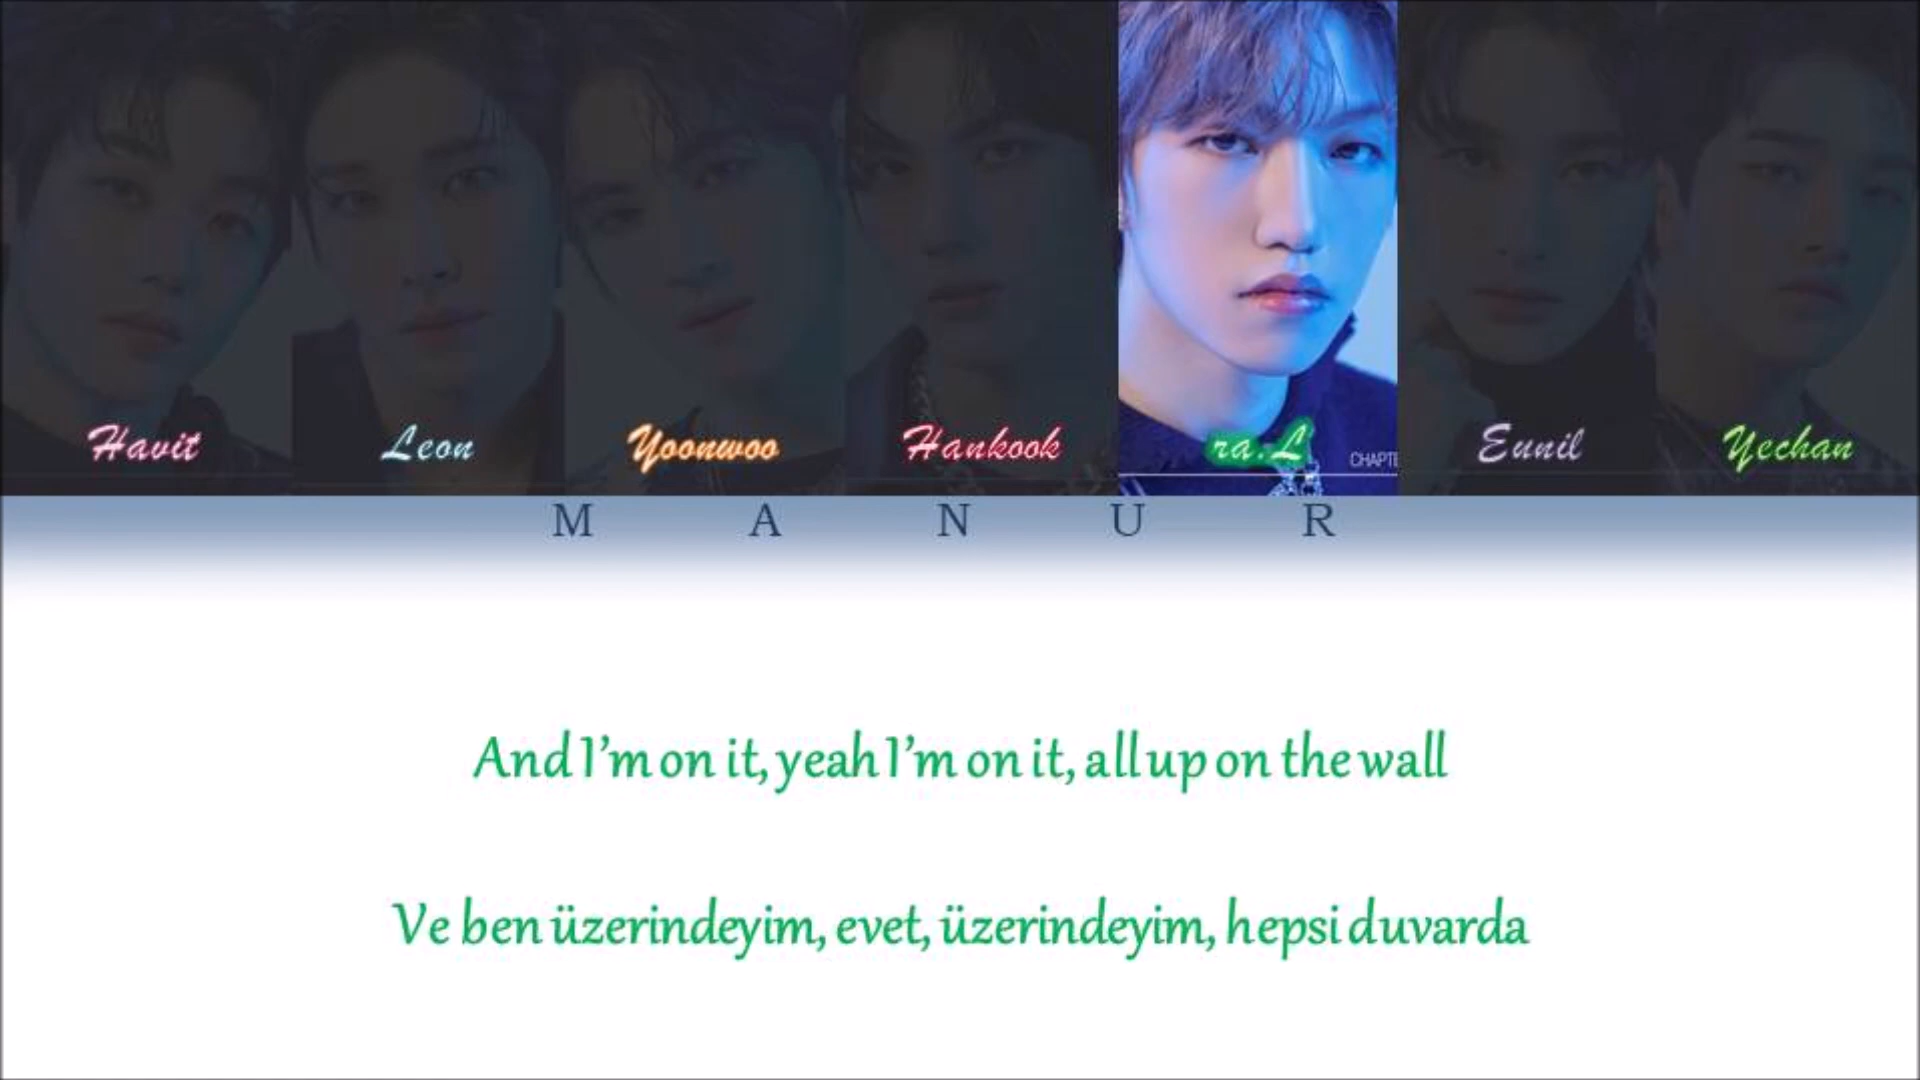 Havit Leon Yoonwoo Hankook ra.L Eunil Yechan
CHAPTE
M A N U R
And I'm on it, yeah I'm on it, all up on the wall
Ve ben üzerindeyim, evet, üzerindeyim, hepsi duvarda